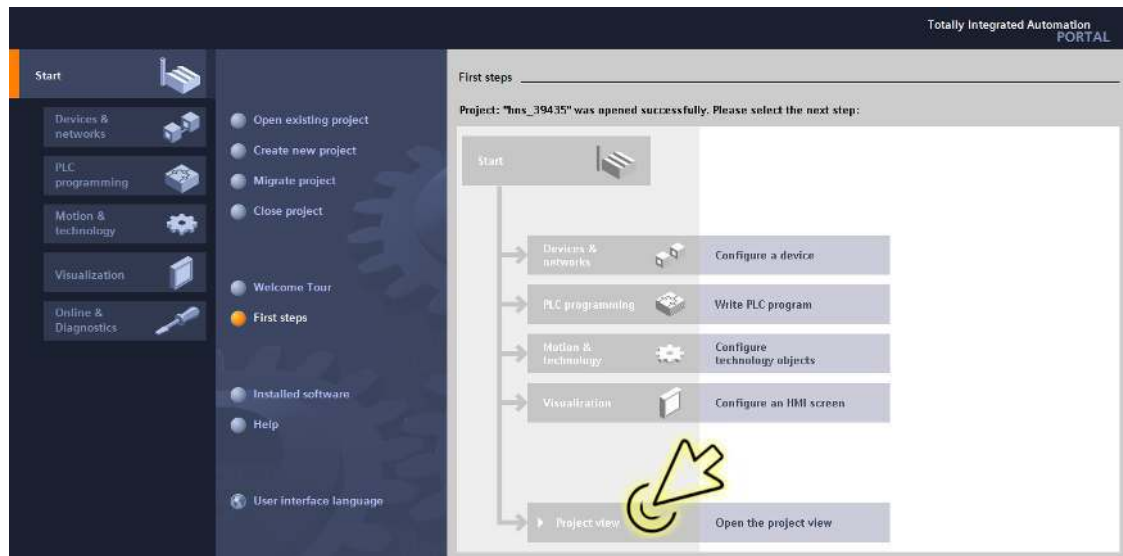 Totally Integrated Automation
PORTAL
Start
Devices &
networks
PLC
programming
Motion &
technology
Visualization
Online &
Diagnostics
Open existing project
Create new project
Migrate project
Close project
Welcome Tour
First steps
Installed software
Help
User interface language
First steps
Project: "hns_39435" was opened successfully. Please select the next step:
Start
Devices &
networks
Configure a device
PLC programming
Write PLC program
Motion &
technology
Configure
technology objects
Visualization
Configure an HMI screen
Project view
Open the project view